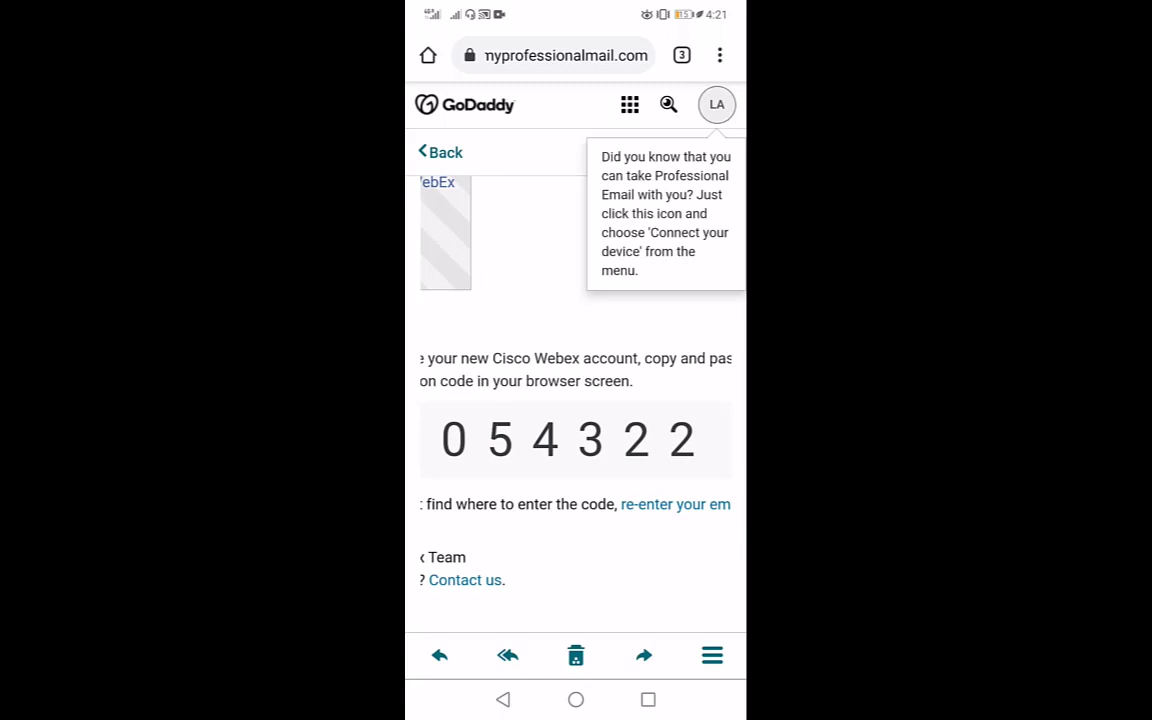 4:21
myprofessionalmail.com
3
GoDaddy
LA
Back
Did you know that you
can take Professional
Email with you? Just
click this icon and
choose 'Connect your
device' from the
menu.
ebEx
e your new Cisco Webex account, copy and pas
on code in your browser screen.
0 5 4 3 2 2
t find where to enter the code, re-enter your em
x Team
? Contact us.